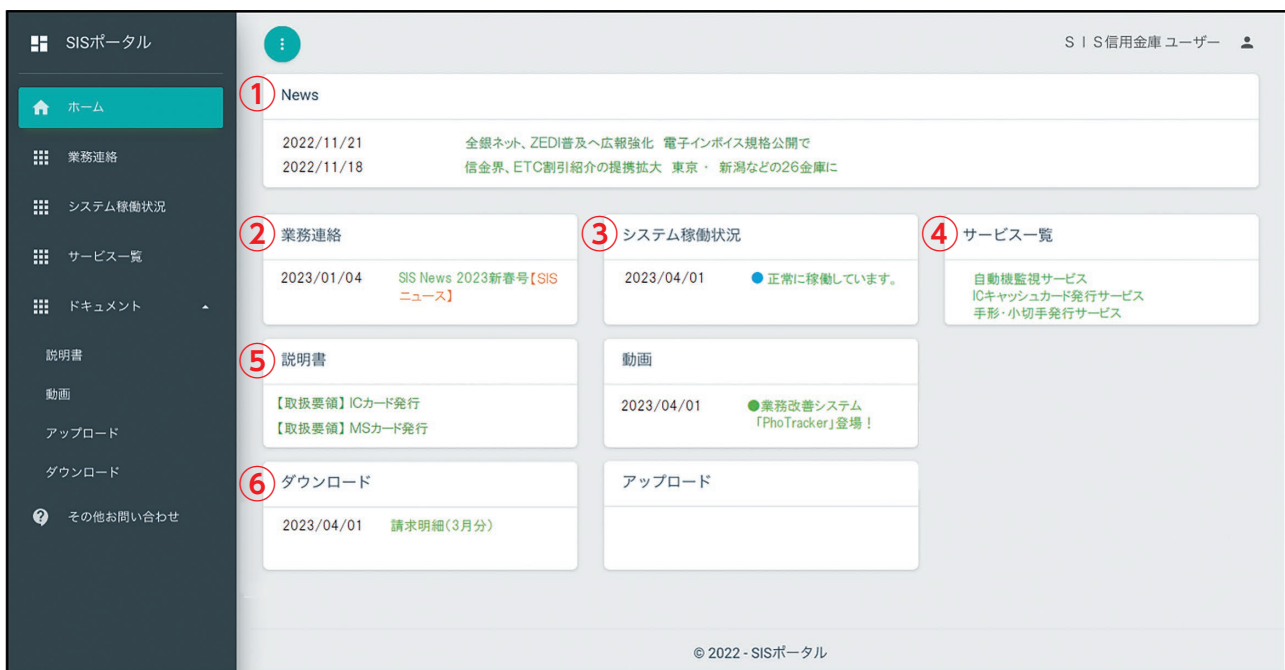 SISポータル
ホーム
業務連絡
システム稼働状況
サービス一覧
ドキュメント
説明書
動画
アップロード
ダウンロード
その他お問い合わせ
ＳＩＳ信用金庫 ユーザー
① News
2022/11/21 全銀ネット、ZEDI普及へ広報強化 電子インボイス規格公開で
2022/11/18 信金界、ETC割引紹介の提携拡大 東京・新潟などの26金庫に
② 業務連絡
2023/01/04 SIS News 2023新春号【SIS
ニュース】
③ システム稼働状況
2023/04/01 ●正常に稼働しています。
④ サービス一覧
自動機監視サービス
ICキャッシュカード発行サービス
手形・小切手発行サービス
⑤ 説明書
【取扱要領】ICカード発行
【取扱要領】MSカード発行
動画
2023/04/01 ●業務改善システム
「PhoTracker」登場！
⑥ ダウンロード
2023/04/01 請求明細(3月分)
アップロード
© 2022 - SISポータル